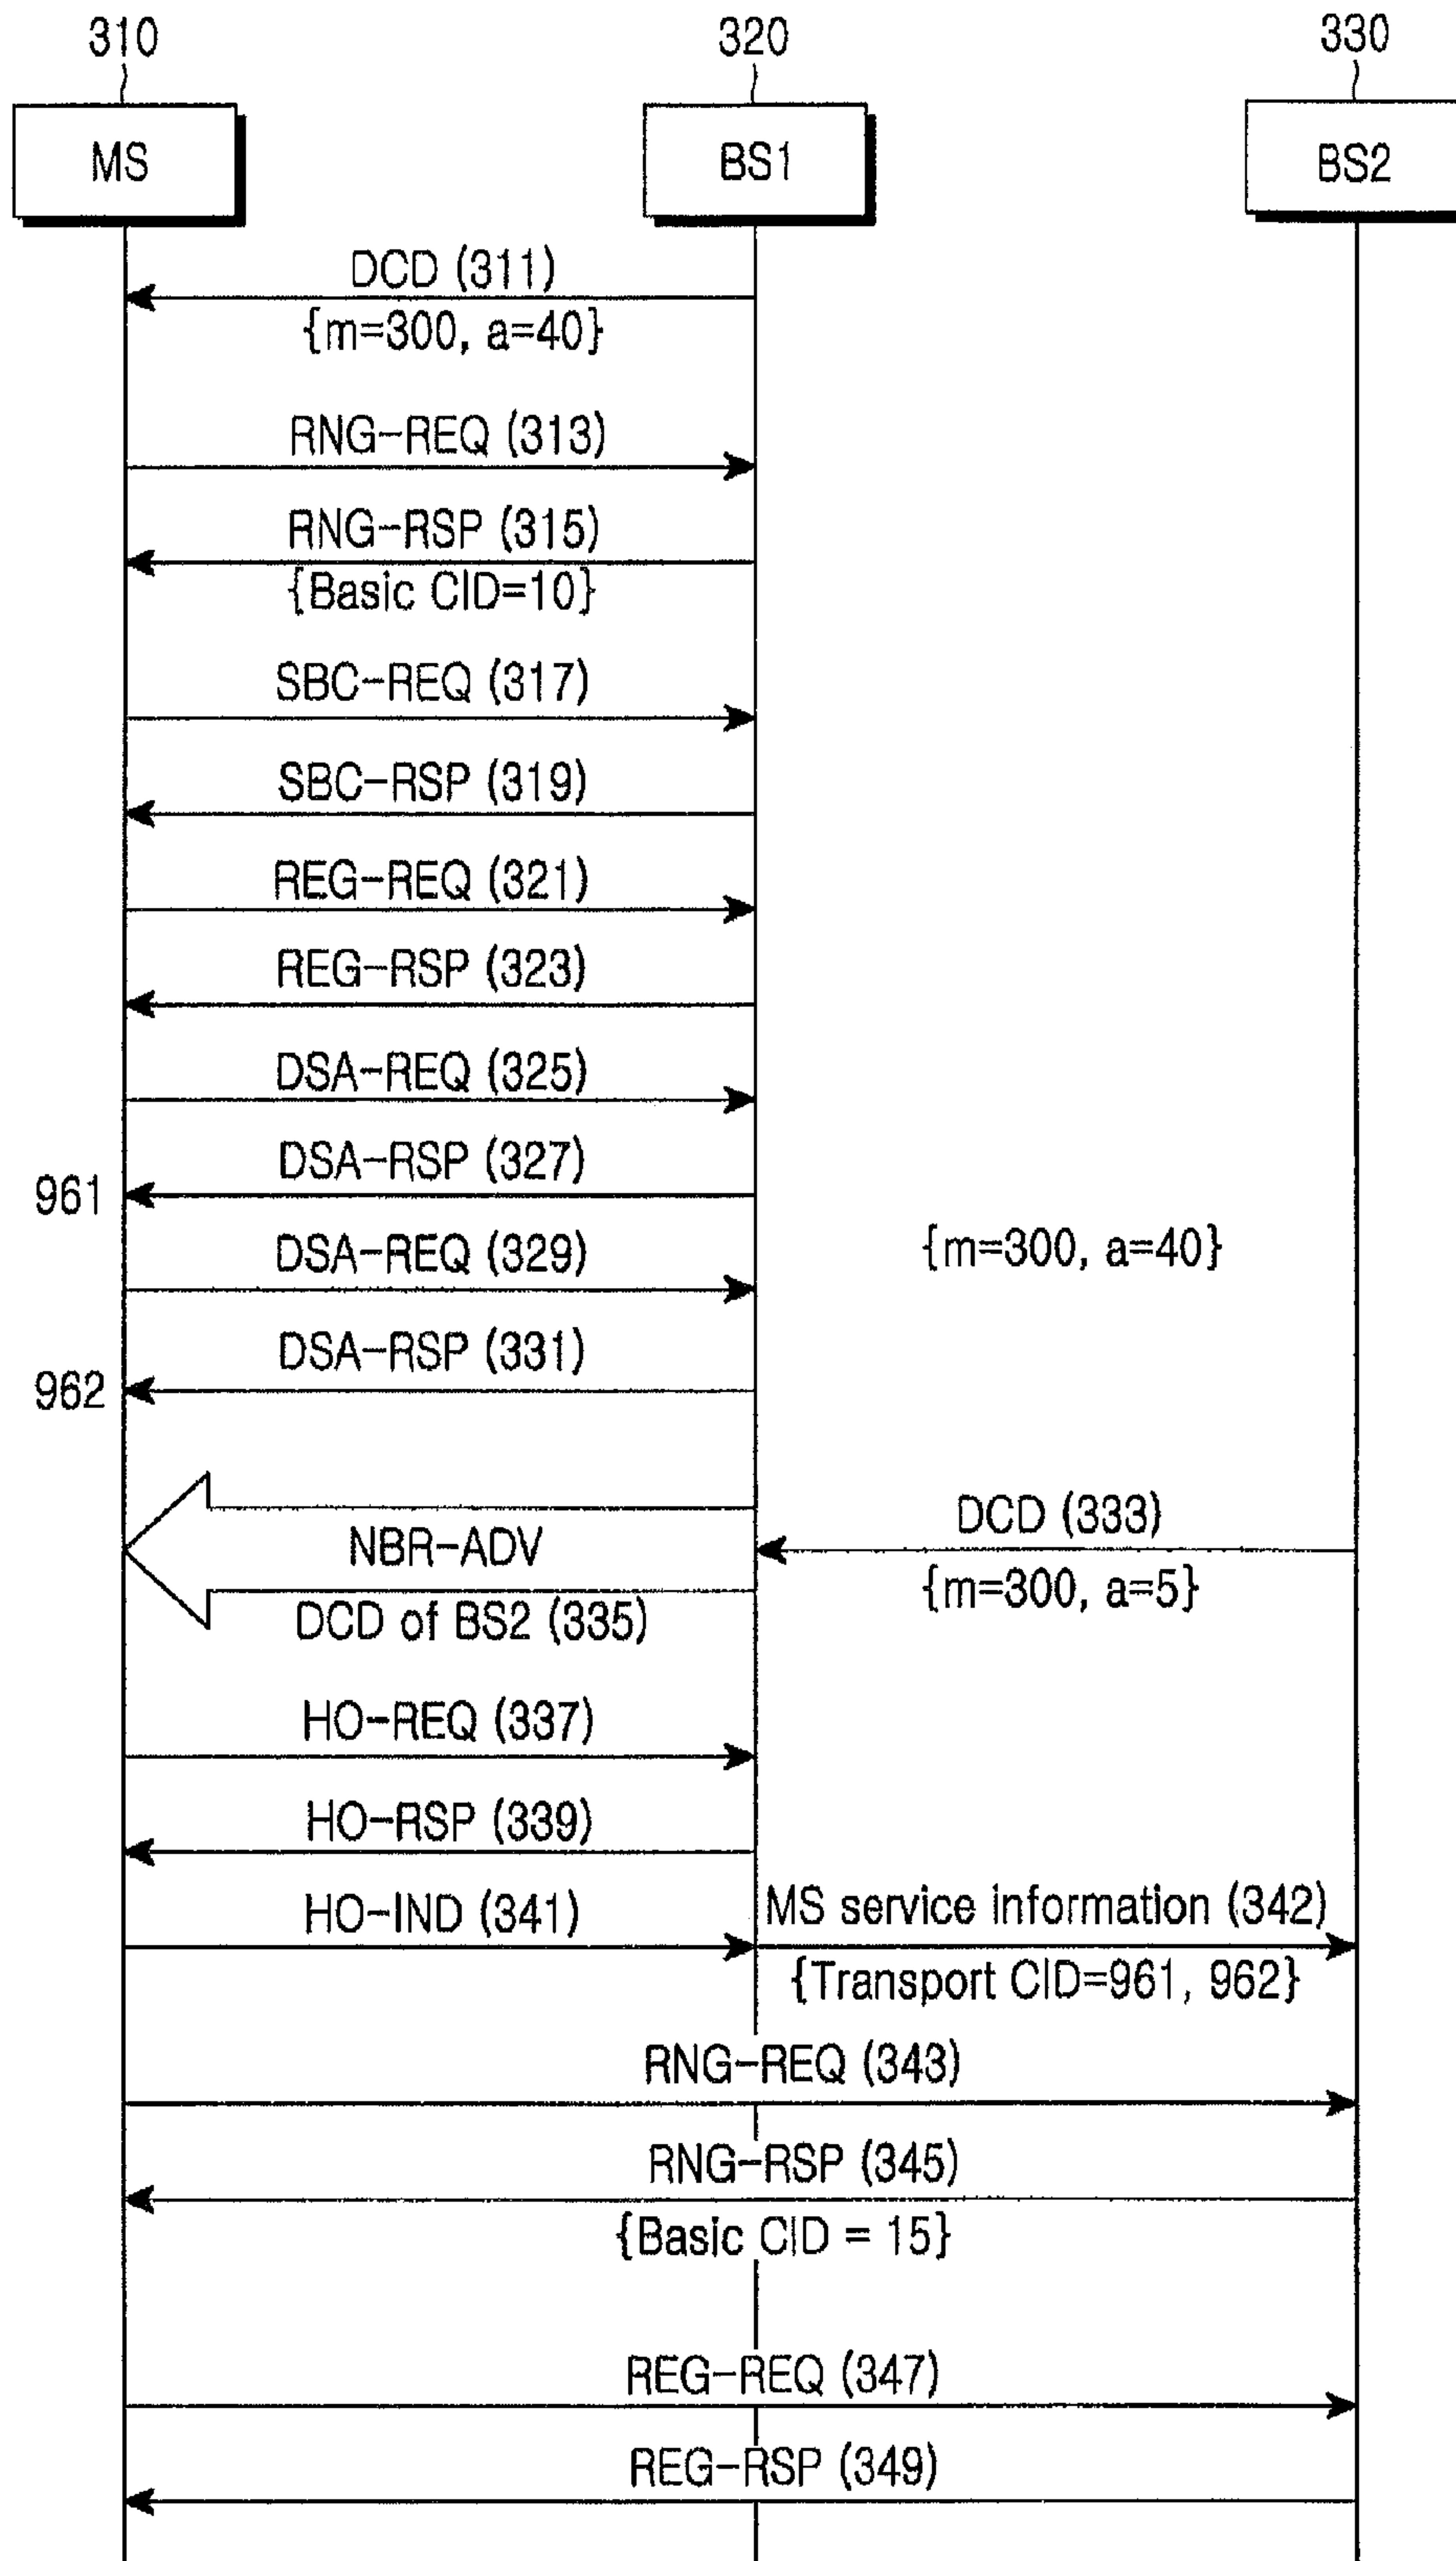 310
320
330
MS
BS1
BS2
DCD (311)
{m=300, a=40}
RNG-REQ (313)
RNG-RSP (315)
{Basic CID=10}
SBC-REQ (317)
SBC-RSP (319)
REG-REQ (321)
REG-RSP (323)
DSA-REQ (325)
DSA-RSP (327)
961
DSA-REQ (329)
{m=300, a=40}
DSA-RSP (331)
962
NBR-ADV
DCD of BS2 (335)
DCD (333)
{m=300, a=5}
HO-REQ (337)
HO-RSP (339)
HO-IND (341)
MS service information (342)
{Transport CID=961, 962}
RNG-REQ (343)
RNG-RSP (345)
{Basic CID = 15}
REG-REQ (347)
REG-RSP (349)